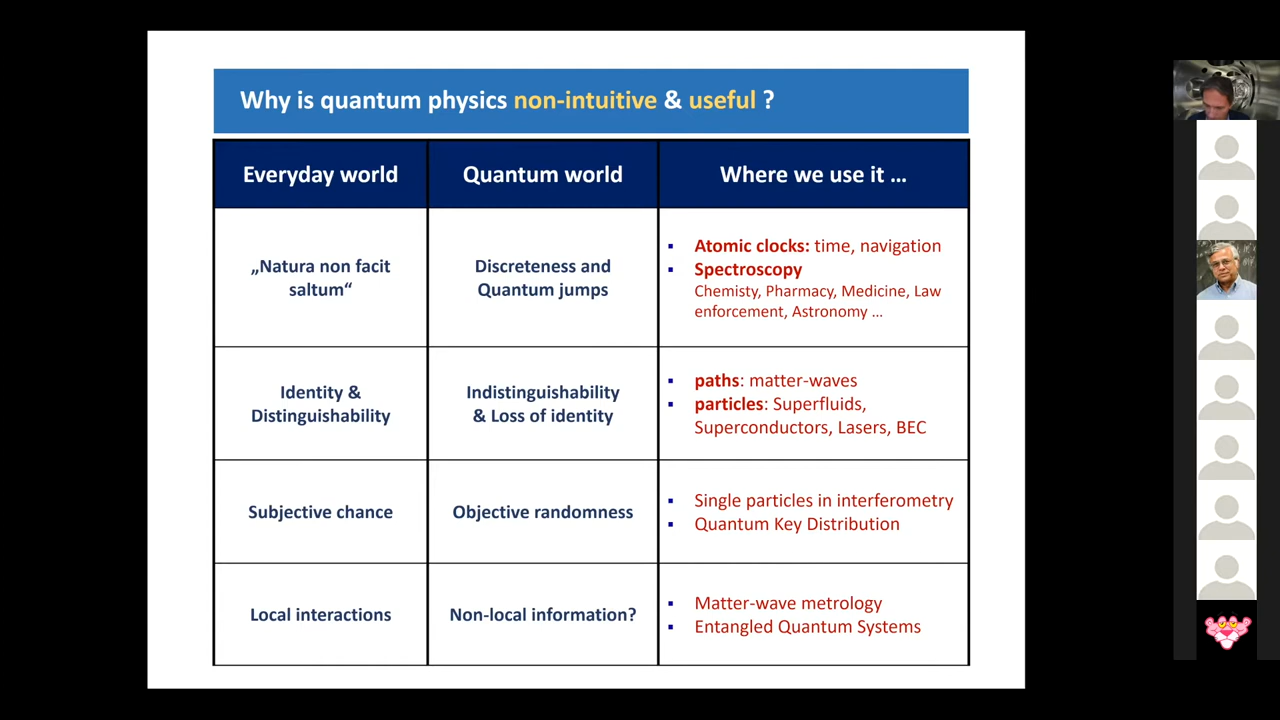 Why is quantum physics non-intuitive & useful ?
Everyday world
Quantum world
Where we use it ...
„Natura non facit
saltum“
Discreteness and
Quantum jumps
▪ Atomic clocks: time, navigation
▪ Spectroscopy
Chemisty, Pharmacy, Medicine, Law
enforcement, Astronomy ...
Identity &
Distinguishability
Indistinguishability
& Loss of identity
▪ paths: matter-waves
▪ particles: Superfluids,
Superconductors, Lasers, BEC
Subjective chance
Objective randomness
▪ Single particles in interferometry
▪ Quantum Key Distribution
Local interactions
Non-local information?
▪ Matter-wave metrology
▪ Entangled Quantum Systems